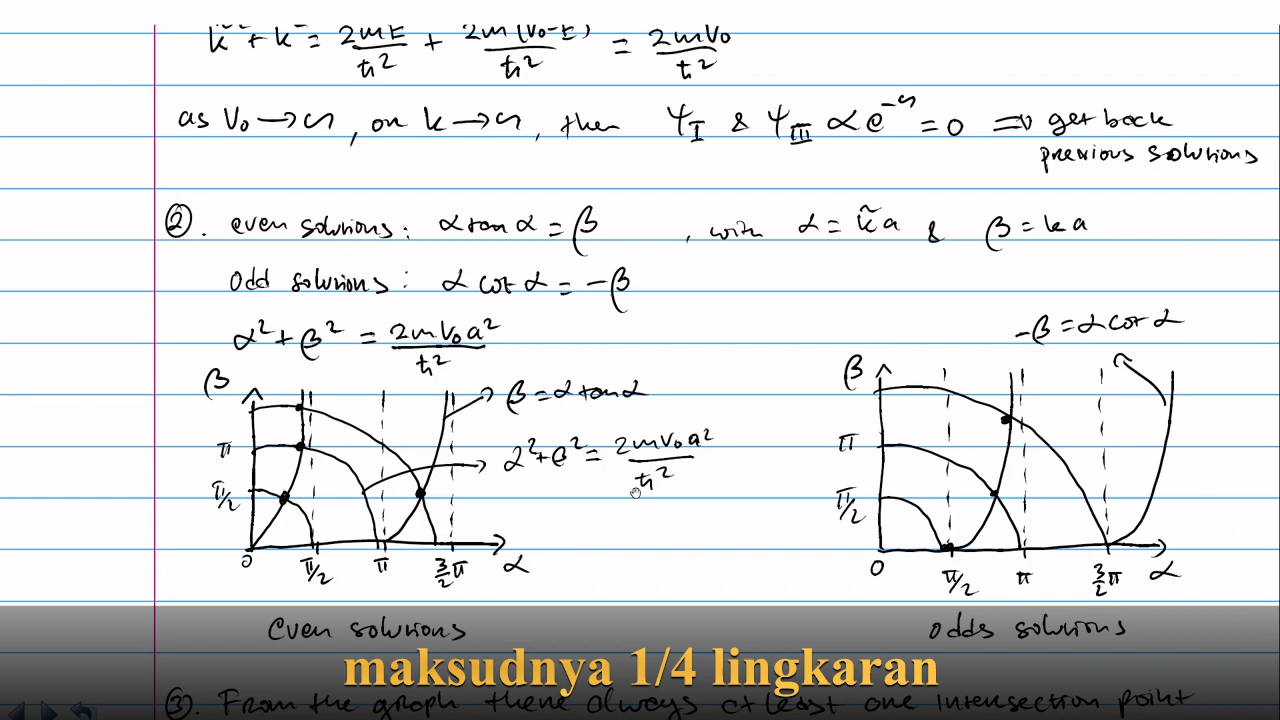 k̃² + k² = 2mE/ħ² + 2m(V₀-E)/ħ² = 2mV₀/ħ²
as V₀ → ∞, or k → ∞, then ψ_I & ψ_III ∝ e^-∞ = 0 ⇒ get back
previous solutions
②. even solutions: α tan α = β , with α = k̃a & β = ka
odd solutions: α cot α = -β
α² + β² = 2mV₀a²/ħ²
β
π
π/2
0
π/2
π
3/2 π
α
β = α tan α
α² + β² = 2mV₀a²/ħ²
even solutions
-β = α cot α
β
π
π/2
0
π/2
π
3/2 π
α
odds solutions
maksudnya 1/4 lingkaran
③. From the graph there always at least one intersection point